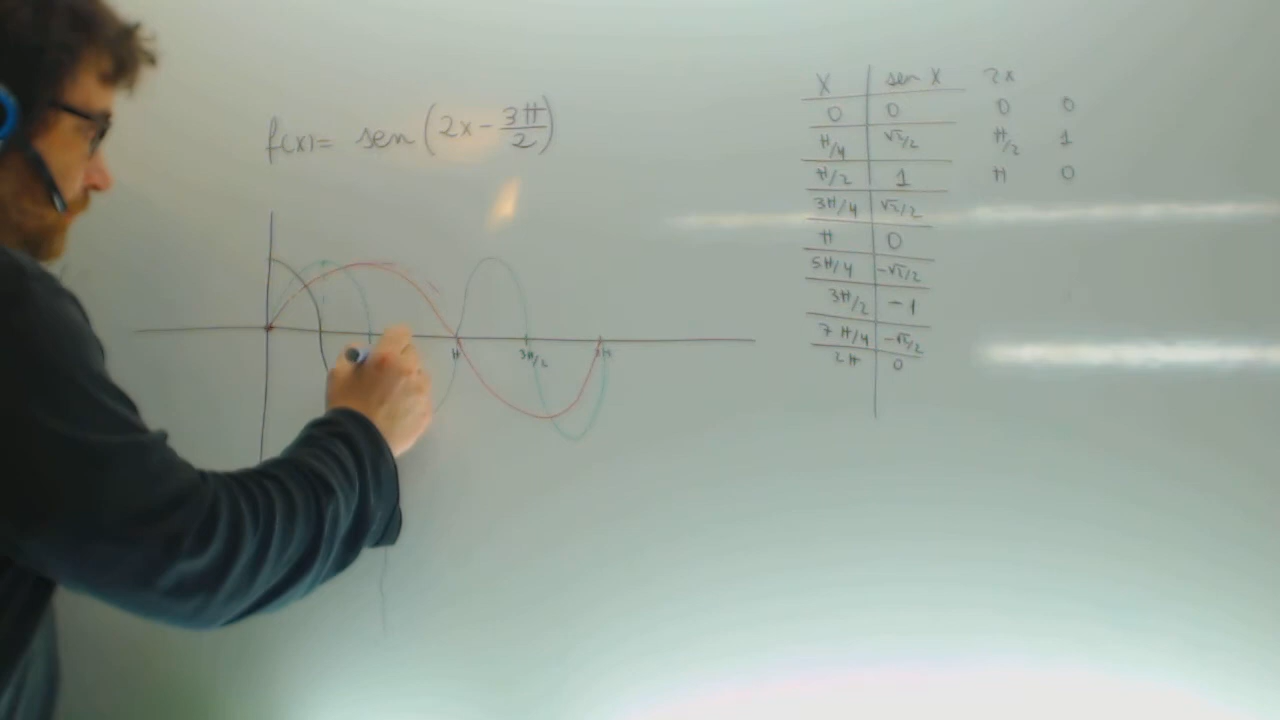 f(x)= sen (2x - 3π/2)
x sen x 2x
0 0 0 0
π/4 √2/2 π/2 1
π/2 1 π 0
3π/4 √2/2
π 0
5π/4 -√2/2
3π/2 -1
7π/4 -√2/2
2π 0
π 3π/2 2π